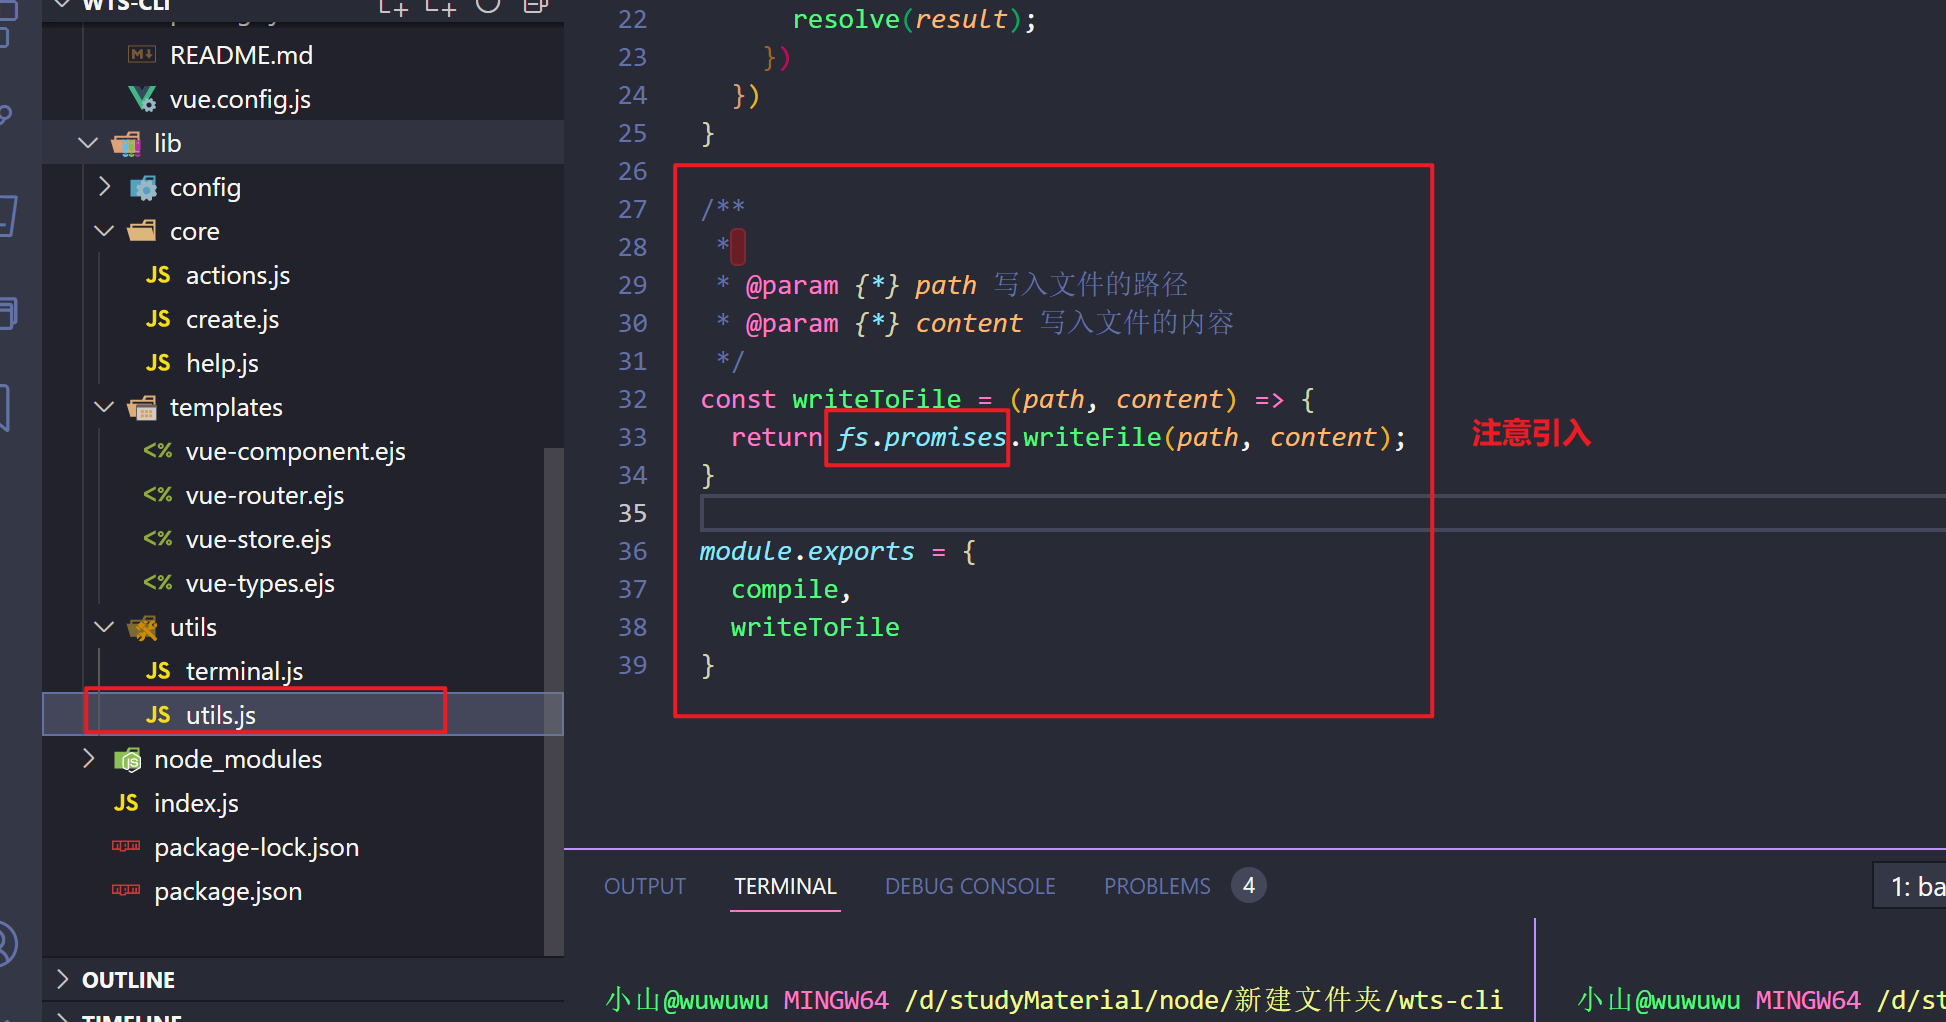 WTS-CLI
README.md
vue.config.js
lib
config
core
JS actions.js
JS create.js
JS help.js
templates
<% vue-component.ejs
<% vue-router.ejs
<% vue-store.ejs
<% vue-types.ejs
utils
JS terminal.js
JS utils.js
node_modules
JS index.js
package-lock.json
package.json
OUTLINE
TIMELINE
22 resolve(result);
23 })
24 })
25 }
26
27 /**
28 *
29 * @param {*} path 写入文件的路径
30 * @param {*} content 写入文件的内容
31 */
32 const writeToFile = (path, content) => {
33 return fs.promises.writeFile(path, content);
注意引入
34 }
35
36 module.exports = {
37 compile,
38 writeToFile
39 }
OUTPUT TERMINAL DEBUG CONSOLE PROBLEMS 4 1: ba
小山@wuwuwu MINGW64 /d/studyMaterial/node/新建文件夹/wts-cli
小山@wuwuwu MINGW64 /d/st